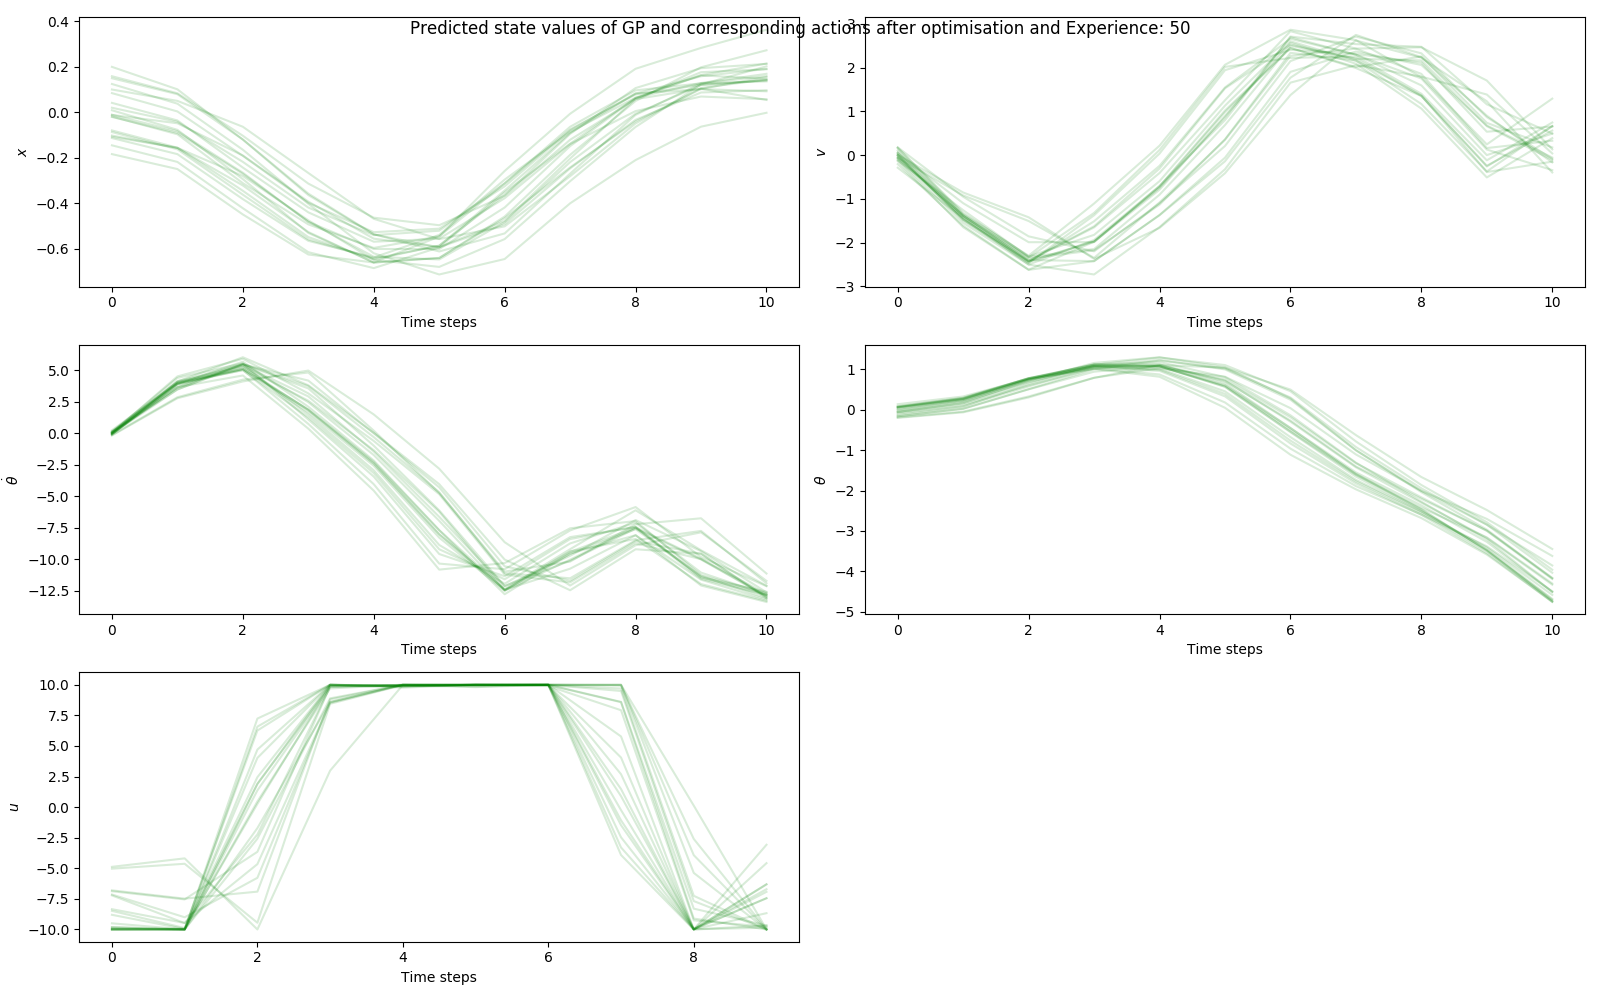 Predicted state values of GP and corresponding actions after optimisation and Experience: 50
0.4
0.2
0.0
−0.2
−0.4
−0.6
x
0 2 4 6 8 10
Time steps
3
2
1
0
−1
−2
−3
v
0 2 4 6 8 10
Time steps
5.0
2.5
0.0
−2.5
−5.0
−7.5
−10.0
−12.5
θ̇
0 2 4 6 8 10
Time steps
1
0
−1
−2
−3
−4
−5
θ
0 2 4 6 8 10
Time steps
10.0
7.5
5.0
2.5
0.0
−2.5
−5.0
−7.5
−10.0
u
0 2 4 6 8
Time steps